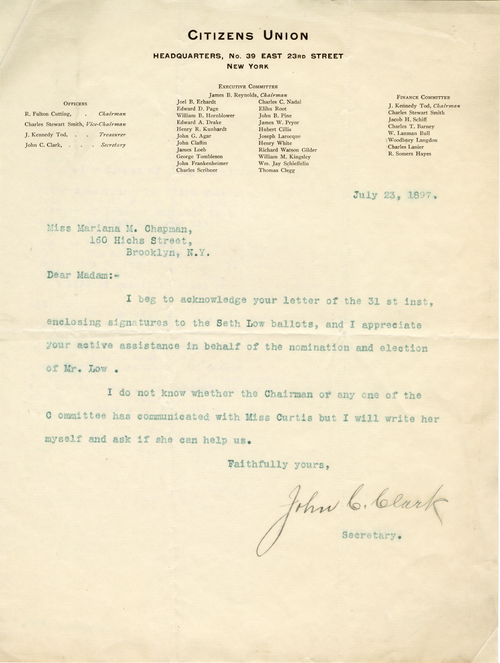 CITIZENS UNION
HEADQUARTERS, No. 39 EAST 23RD STREET
NEW YORK
OFFICERS
R. Fulton Cutting, . . Chairman
Charles Stewart Smith, Vice-Chairman
J. Kennedy Tod, . . Treasurer
John C. Clark, . . . Secretary
EXECUTIVE COMMITTEE
James B. Reynolds, Chairman
Joel B. Erhardt
Edward D. Page
William B. Hornblower
Edward A. Drake
Henry R. Kunhardt
John G. Agar
John Claflin
James Loeb
George Tombleson
John Frankenheimer
Charles Scribner
Charles C. Nadal
Elihu Root
John B. Pine
James W. Pryor
Hubert Cillis
Joseph Larocque
Henry White
Richard Watson Gilder
William M. Kingsley
Wm. Jay Schieffelin
Thomas Clegg
FINANCE COMMITTEE
J. Kennedy Tod, Chairman
Charles Stewart Smith
Jacob H. Schiff
Charles T. Barney
W. Lanman Bull
Woodbury Langdon
Charles Lanier
R. Somers Hayes
July 23, 1897.
Miss Mariana M. Chapman,
160 Hichs Street,
Brooklyn, N.Y.
Dear Madam:-
I beg to acknowledge your letter of the 31 st inst,
enclosing signatures to the Seth Low ballots, and I appreciate
your active assistance in behalf of the nomination and election
of Mr. Low .
I do not know whether the Chairman or any one of the
C ommittee has communicated with Miss Curtis but I will write her
myself and ask if she can help us.
Faithfully yours,
John C. Clark
Secretary.